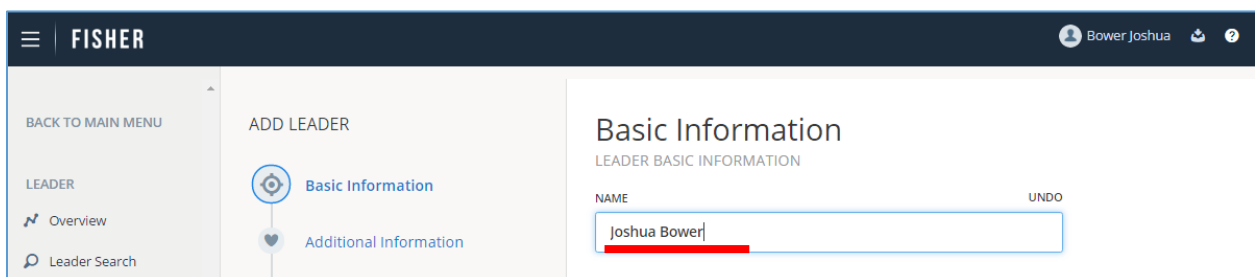 FISHER
Bower Joshua
BACK TO MAIN MENU
LEADER
Overview
Leader Search
ADD LEADER
Basic Information
Additional Information
Basic Information
LEADER BASIC INFORMATION
NAME UNDO
Joshua Bower